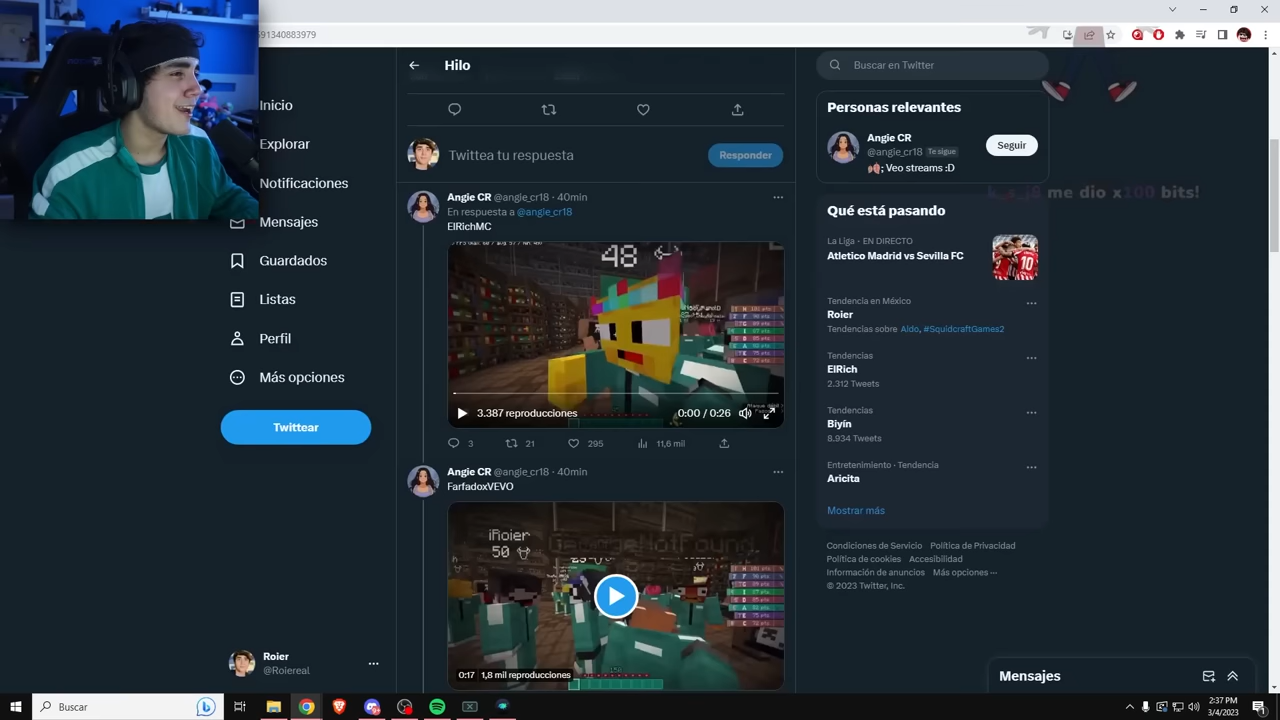 591340883979
Inicio
Explorar
Notificaciones
Mensajes
Guardados
Listas
Perfil
Más opciones
Twittear
Roier
@Roiereal
Hilo
Twittea tu respuesta
Responder
Angie CR @angie_cr18 · 40min
En respuesta a @angie_cr18
ElRichMC
48
3.387 reproducciones
0:00 / 0:26
3 21 295 11,6 mil
Angie CR @angie_cr18 · 40min
FarfadoxVEVO
iRoier
50
0:17 1,8 mil reproducciones
Buscar en Twitter
Personas relevantes
Angie CR
@angie_cr18 Te sigue
; Veo streams :D
Seguir
k_s_j8 me dio x100 bits!
Qué está pasando
La Liga · EN DIRECTO
Atletico Madrid vs Sevilla FC
Tendencia en México
Roier
Tendencias sobre Aldo, #SquidcraftGames2
Tendencias
ElRich
2.312 Tweets
Tendencias
Biyín
8.934 Tweets
Entretenimiento · Tendencia
Aricita
Mostrar más
Condiciones de Servicio Política de Privacidad
Política de cookies Accesibilidad
Información de anuncios Más opciones ···
© 2023 Twitter, Inc.
Mensajes
Buscar
2:37 PM
3/4/2023